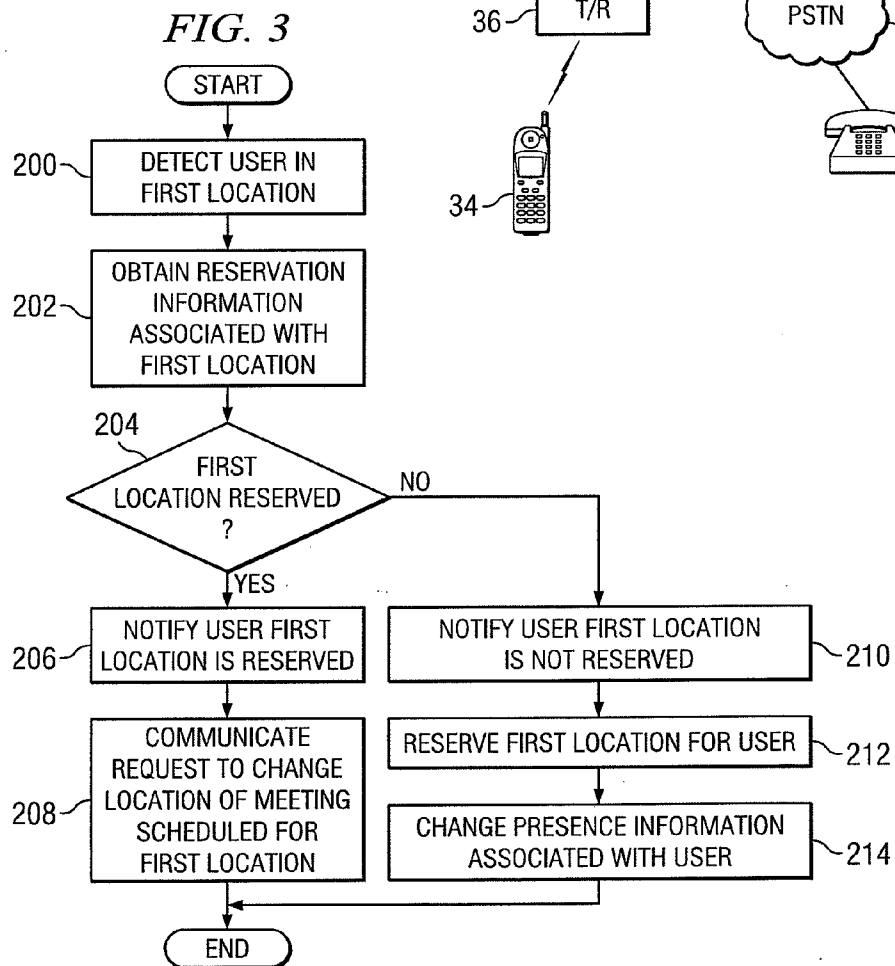 FIG. 3
36
T/R
PSTN
34
START
200
DETECT USER IN
FIRST LOCATION
202
OBTAIN RESERVATION
INFORMATION
ASSOCIATED WITH
FIRST LOCATION
204
FIRST
LOCATION RESERVED
?
NO
YES
206
NOTIFY USER FIRST
LOCATION IS RESERVED
208
COMMUNICATE
REQUEST TO CHANGE
LOCATION OF MEETING
SCHEDULED FOR
FIRST LOCATION
NOTIFY USER FIRST LOCATION
IS NOT RESERVED
210
RESERVE FIRST LOCATION FOR USER
212
CHANGE PRESENCE INFORMATION
ASSOCIATED WITH USER
214
END